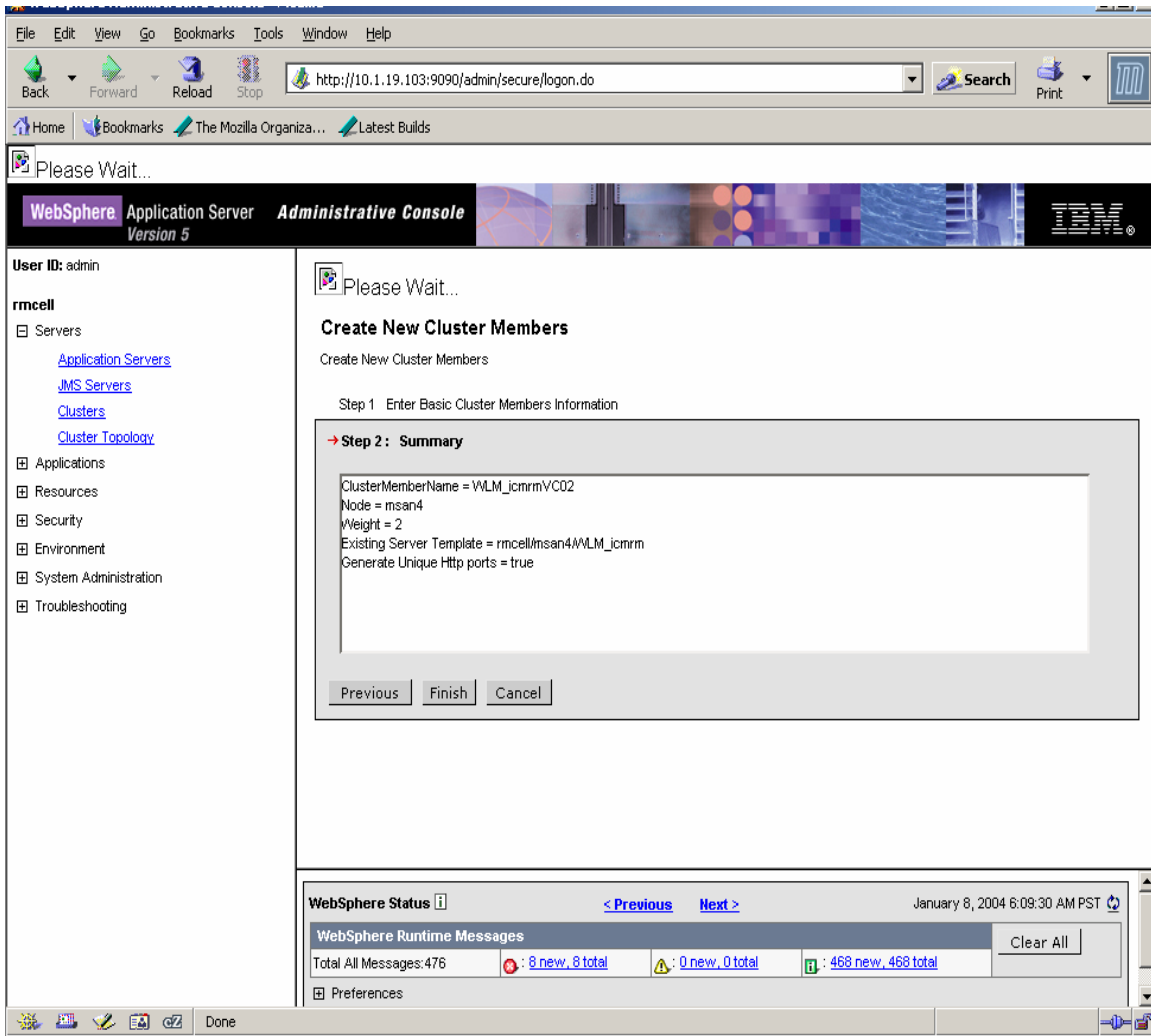 File Edit View Go Bookmarks Tools Window Help
Back Forward Reload Stop http://10.1.19.103:9090/admin/secure/logon.do Search Print
Home Bookmarks The Mozilla Organiza... Latest Builds
Please Wait...
WebSphere Application Server Administrative Console
Version 5
IBM®
User ID: admin
rmcell
Servers
Application Servers
JMS Servers
Clusters
Cluster Topology
Applications
Resources
Security
Environment
System Administration
Troubleshooting
Please Wait...
Create New Cluster Members
Create New Cluster Members
Step 1 Enter Basic Cluster Members Information
Step 2 : Summary
ClusterMemberName = WLM_icmrmVC02
Node = msan4
Weight = 2
Existing Server Template = rmcell/msan4/WLM_icmrm
Generate Unique Http ports = true
Previous Finish Cancel
WebSphere Status < Previous Next > January 8, 2004 6:09:30 AM PST
WebSphere Runtime Messages
Clear All
Total All Messages:476 : 8 new, 8 total : 0 new, 0 total : 468 new, 468 total
Preferences
Done